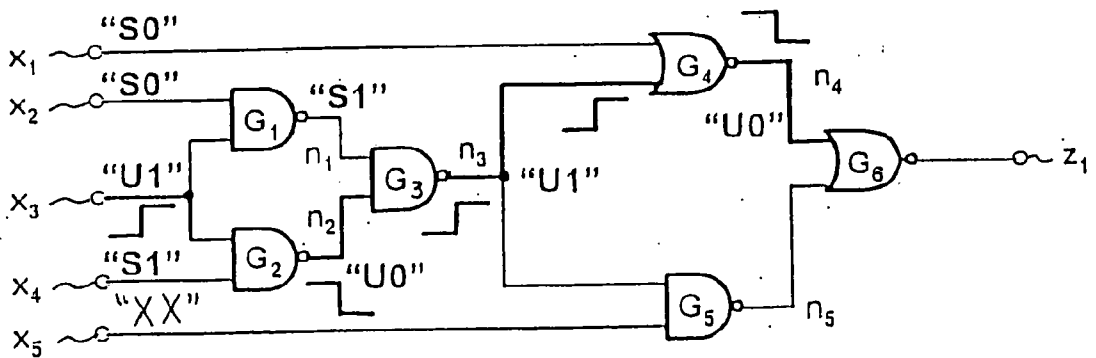 "S0"
x1
"S0"
x2
G1
"S1"
n1
"U1"
x3
G3
n3
"U1"
n2
G2
"S1"
x4
"U0"
"XX"
x5
G4
n4
"U0"
G6
z1
G5
n5